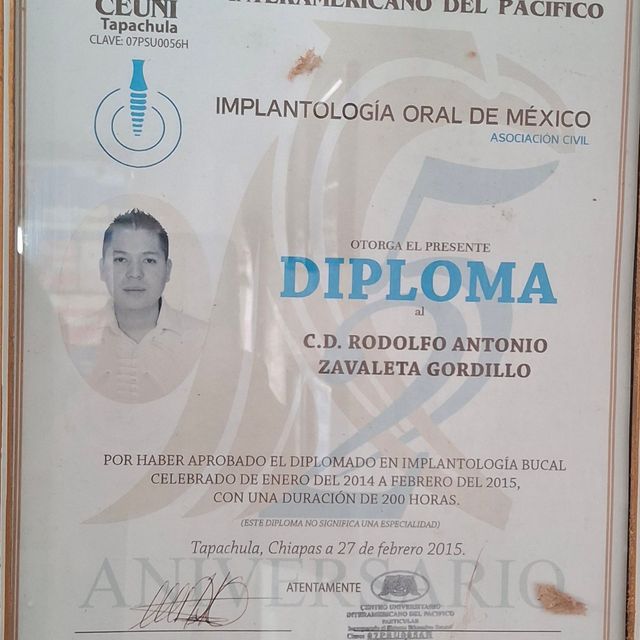 CEUNI
INTERAMERICANO DEL PACÍFICO
Tapachula
CLAVE: 07PSU0056H
IMPLANTOLOGÍA ORAL DE MÉXICO
ASOCIACIÓN CIVIL
OTORGA EL PRESENTE
DIPLOMA
al
C.D. RODOLFO ANTONIO
ZAVALETA GORDILLO
POR HABER APROBADO EL DIPLOMADO EN IMPLANTOLOGÍA BUCAL
CELEBRADO DE ENERO DEL 2014 A FEBRERO DEL 2015,
CON UNA DURACIÓN DE 200 HORAS.
(ESTE DIPLOMA NO SIGNIFICA UNA ESPECIALIDAD)
Tapachula, Chiapas a 27 de febrero 2015.
ANIVERSARIO
ATENTAMENTE
CENTRO UNIVERSITARIO
INTERAMERICANO DEL PACIFICO
PARTICULAR